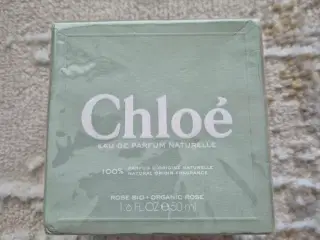 Chloé
EAU DE PARFUM NATURELLE
100% PARFUM D'ORIGINE NATURELLE
NATURAL ORIGIN FRAGRANCE
ROSE BIO - ORGANIC ROSE
1.6 FL.OZ ℮ 50 ml